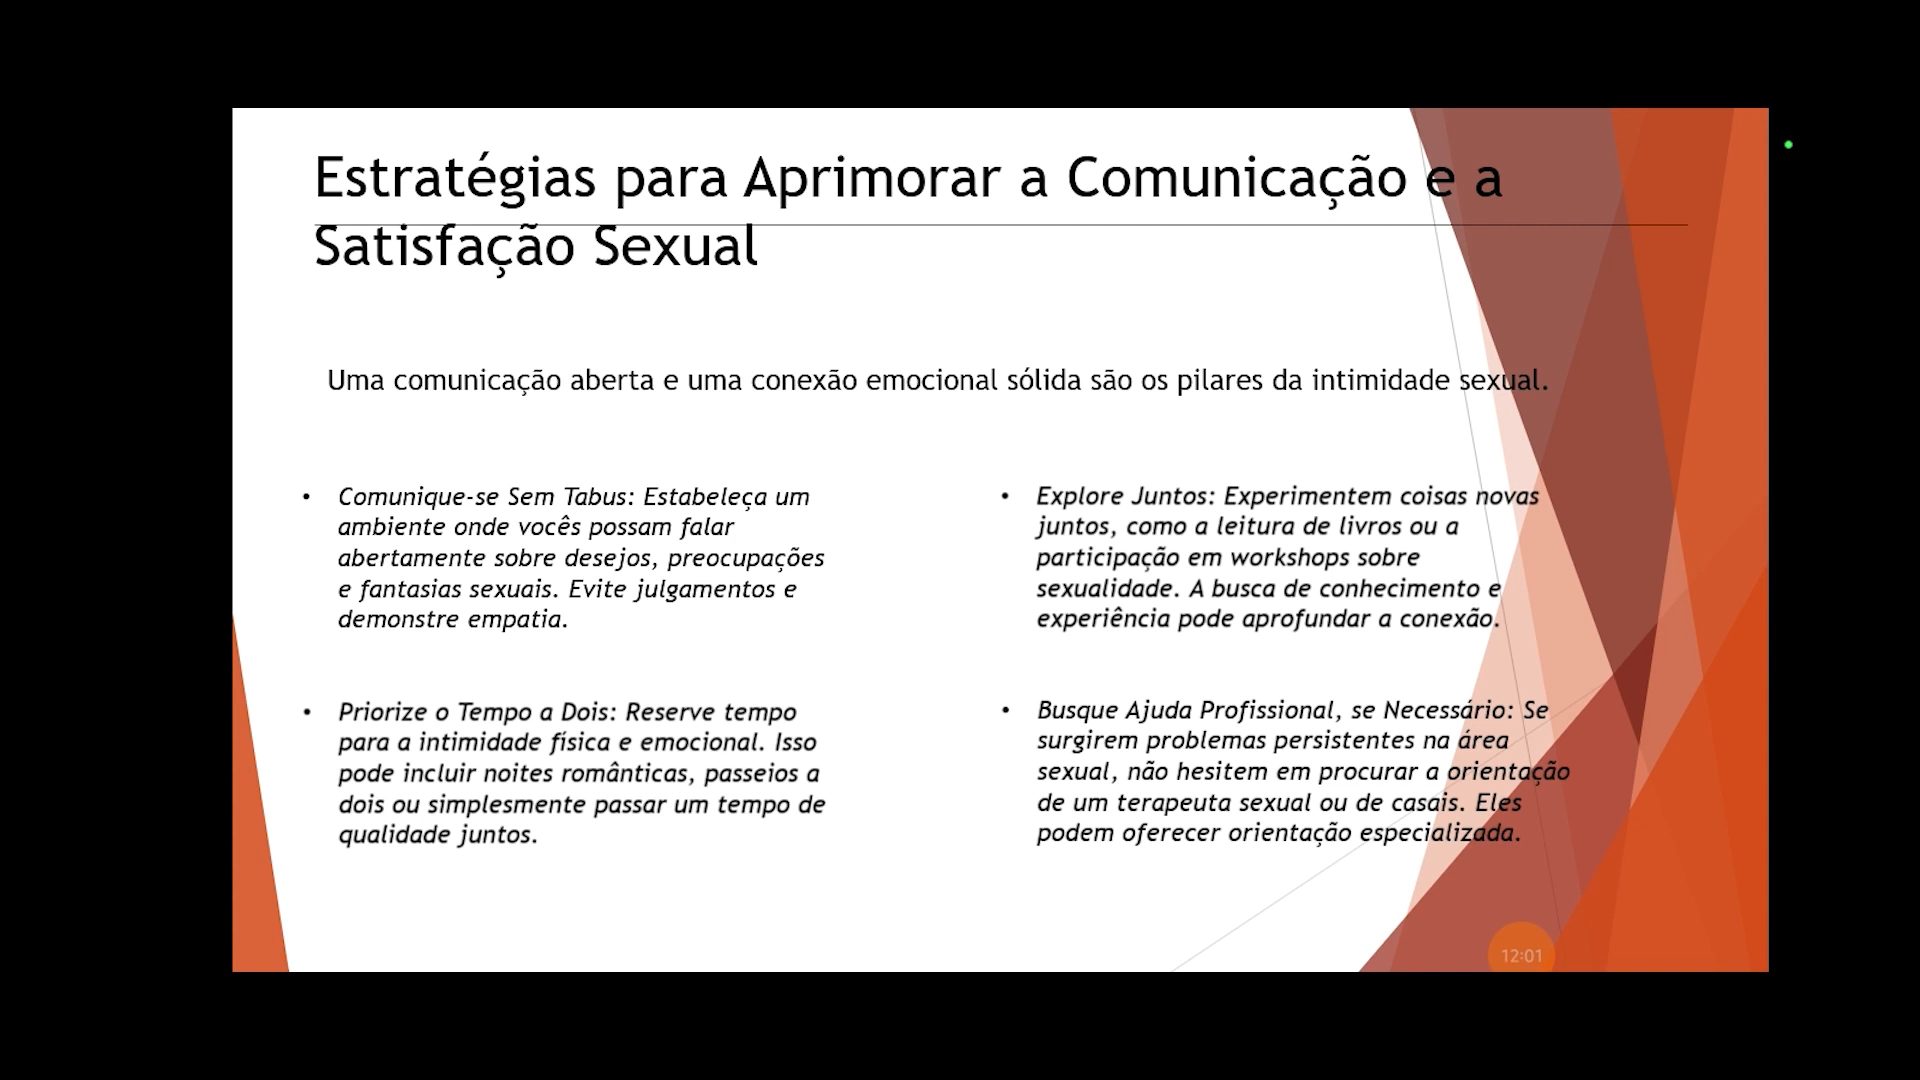 Estratégias para Aprimorar a Comunicação e a
Satisfação Sexual
Uma comunicação aberta e uma conexão emocional sólida são os pilares da intimidade sexual.
• Comunique-se Sem Tabus: Estabeleça um
ambiente onde vocês possam falar
abertamente sobre desejos, preocupações
e fantasias sexuais. Evite julgamentos e
demonstre empatia.
• Priorize o Tempo a Dois: Reserve tempo
para a intimidade física e emocional. Isso
pode incluir noites românticas, passeios a
dois ou simplesmente passar um tempo de
qualidade juntos.
• Explore Juntos: Experimentem coisas novas
juntos, como a leitura de livros ou a
participação em workshops sobre
sexualidade. A busca de conhecimento e
experiência pode aprofundar a conexão.
• Busque Ajuda Profissional, se Necessário: Se
surgirem problemas persistentes na área
sexual, não hesitem em procurar a orientação
de um terapeuta sexual ou de casais. Eles
podem oferecer orientação especializada.
12:01